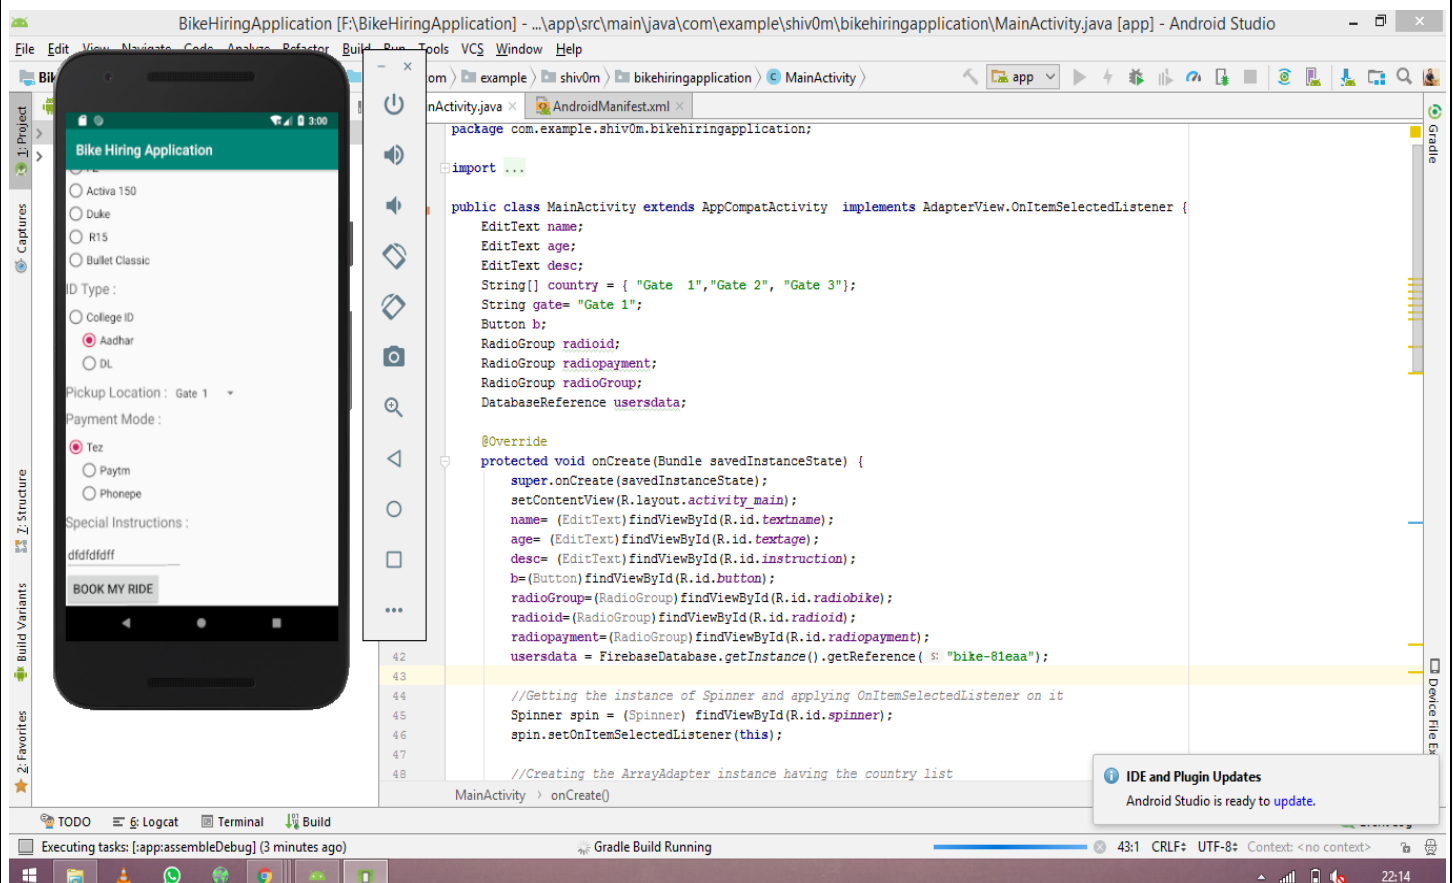 BikeHiringApplication [F:\BikeHiringApplication] - ...\app\src\main\java\com\example\shiv0m\bikehiringapplication\MainActivity.java [app] - Android Studio
File Edit View Navigate Code Analyze Refactor Build Run Tools VCS Window Help
example shiv0m bikehiringapplication MainActivity app
AndroidManifest.xml
1: Project
Captures
7: Structure
Build Variants
2: Favorites
Gradle
3:00
Bike Hiring Application
Activa 150
Duke
R15
Bullet Classic
ID Type :
College ID
Aadhar
DL
Pickup Location : Gate 1
Payment Mode :
Tez
Paytm
Phonepe
Special Instructions :
dfdfdfdff
BOOK MY RIDE
package com.example.shiv0m.bikehiringapplication;
import ...
public class MainActivity extends AppCompatActivity  implements AdapterView.OnItemSelectedListener {
EditText name;
EditText age;
EditText desc;
String[] country = { "Gate  1","Gate 2", "Gate 3"};
String gate= "Gate 1";
Button b;
RadioGroup radioid;
RadioGroup radiopayment;
RadioGroup radioGroup;
DatabaseReference usersdata;
@Override
protected void onCreate(Bundle savedInstanceState) {
super.onCreate(savedInstanceState);
setContentView(R.layout.activity_main);
name= (EditText)findViewById(R.id.textname);
age= (EditText)findViewById(R.id.textage);
desc= (EditText)findViewById(R.id.instruction);
b=(Button)findViewById(R.id.button);
radioGroup=(RadioGroup)findViewById(R.id.radiobike);
radioid=(RadioGroup)findViewById(R.id.radioid);
radiopayment=(RadioGroup)findViewById(R.id.radiopayment);
42 usersdata = FirebaseDatabase.getInstance().getReference( s: "bike-81eaa");
43
44 //Getting the instance of Spinner and applying OnItemSelectedListener on it
45 Spinner spin = (Spinner) findViewById(R.id.spinner);
46 spin.setOnItemSelectedListener(this);
47
48 //Creating the ArrayAdapter instance having the country list
MainActivity > onCreate()
Device File Ex
IDE and Plugin Updates
Android Studio is ready to update.
TODO 6: Logcat Terminal Build
Executing tasks: [:app:assembleDebug] (3 minutes ago) Gradle Build Running 43:1 CRLF UTF-8 Context: <no context>
22:14